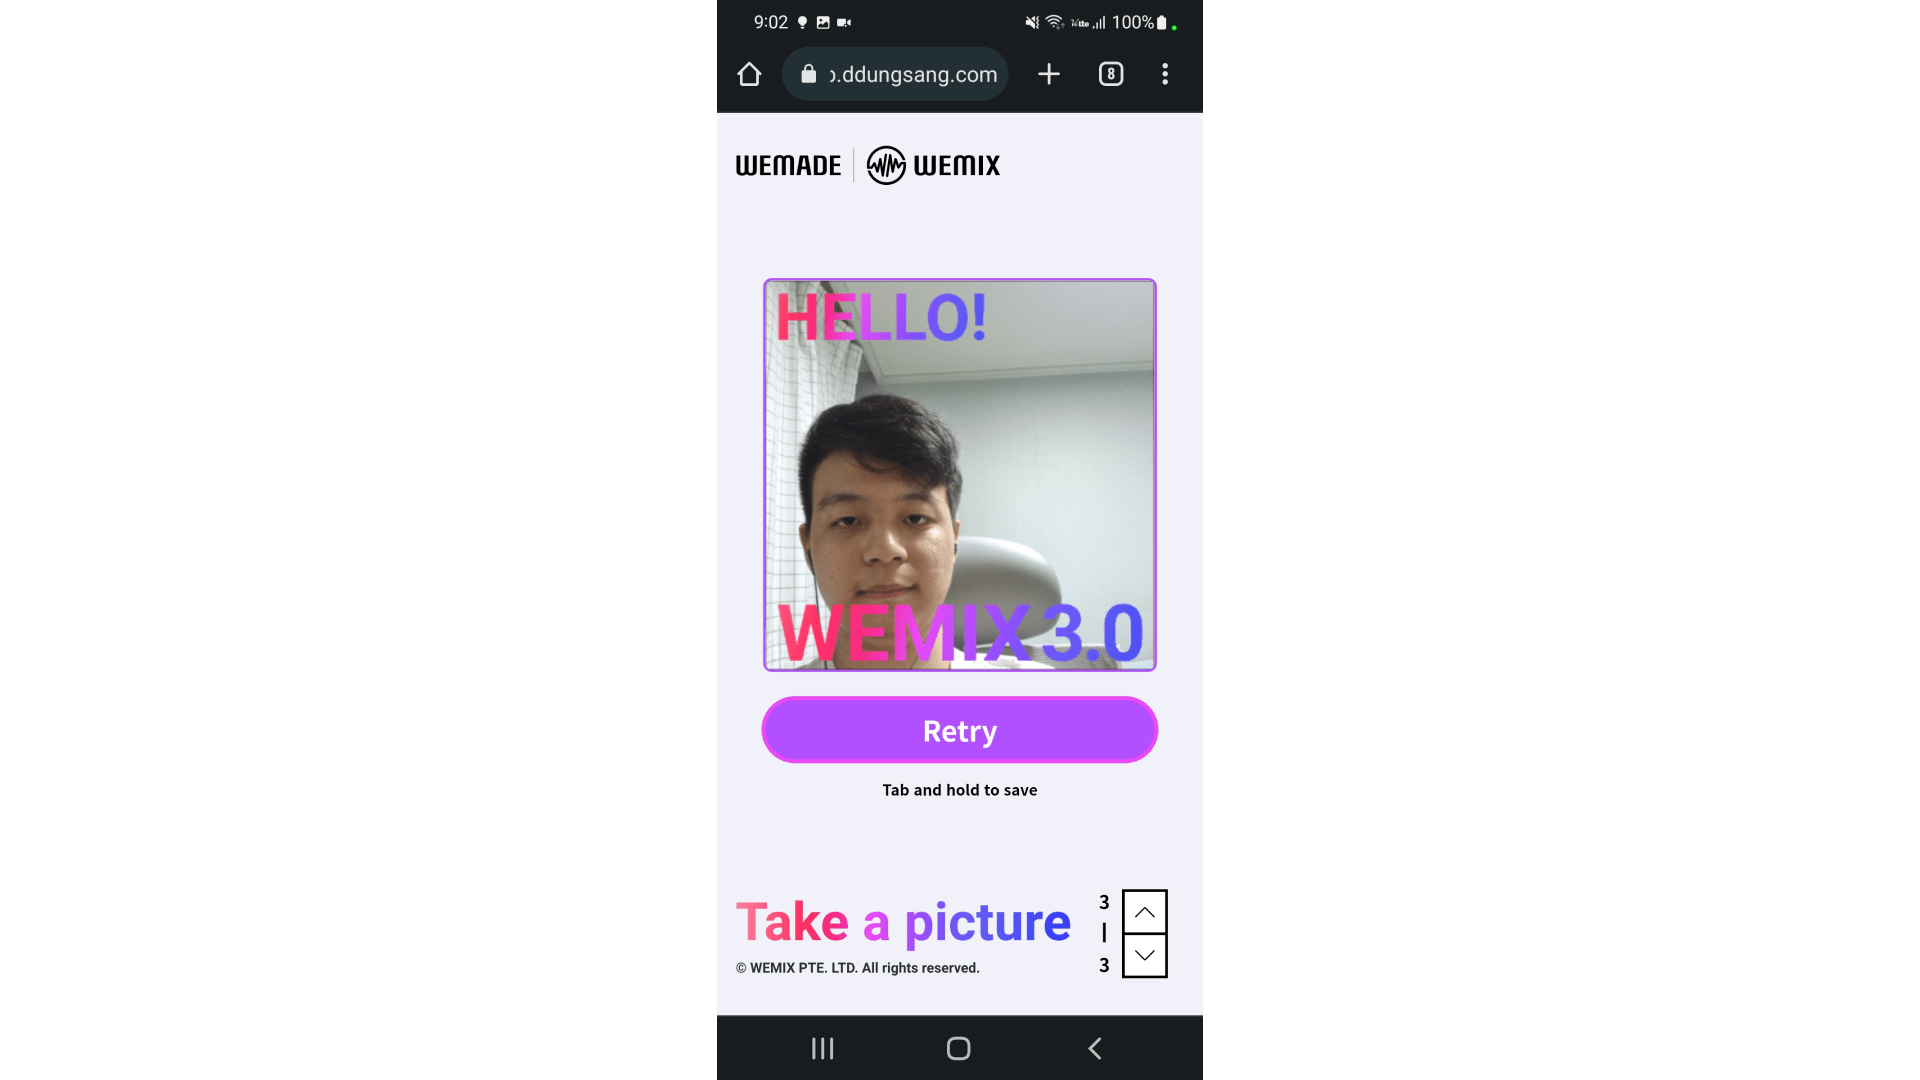 9:02
100%
.ddungsang.com
8
WEMADE
WEMIX
HELLO!
WEMIX3.0
Retry
Tab and hold to save
Take a picture
3
3
© WEMIX PTE. LTD. All rights reserved.